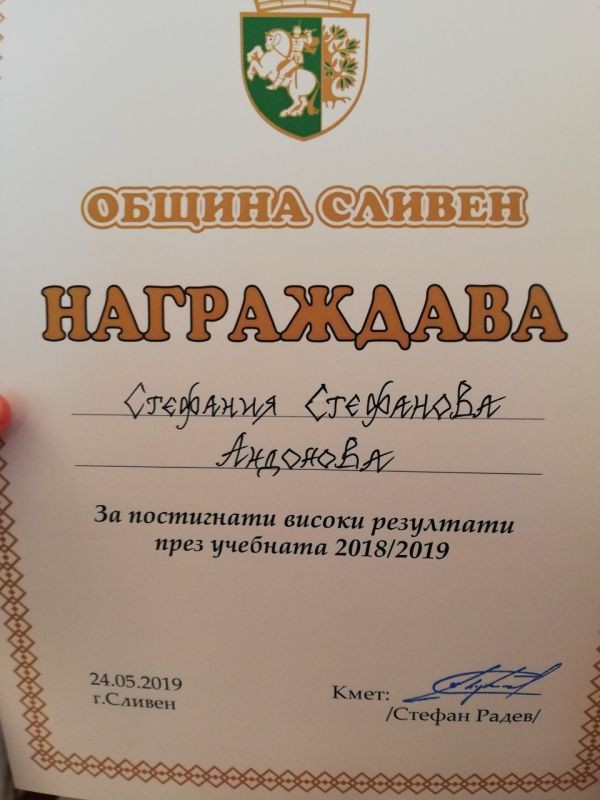 ОБЩИНА СЛИВЕН
НАГРАЖДАВА
Стефания Стефанова
Андонова
За постигнати високи резултати
през учебната 2018/2019
24.05.2019
г.Сливен
Кмет:
/Стефан Радев/